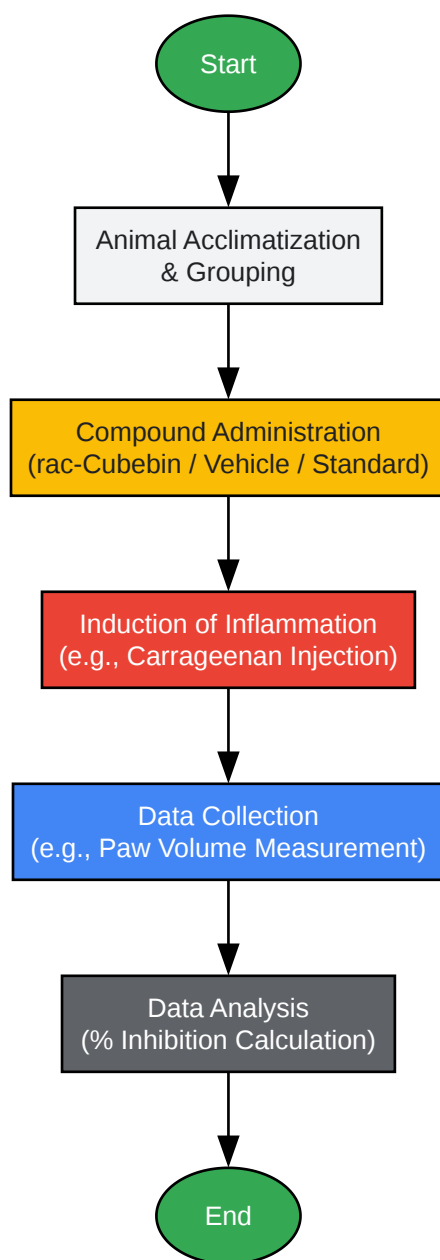 Start
Animal Acclimatization
& Grouping
Compound Administration
(rac-Cubebin / Vehicle / Standard)
Induction of Inflammation
(e.g., Carrageenan Injection)
Data Collection
(e.g., Paw Volume Measurement)
Data Analysis
(% Inhibition Calculation)
End